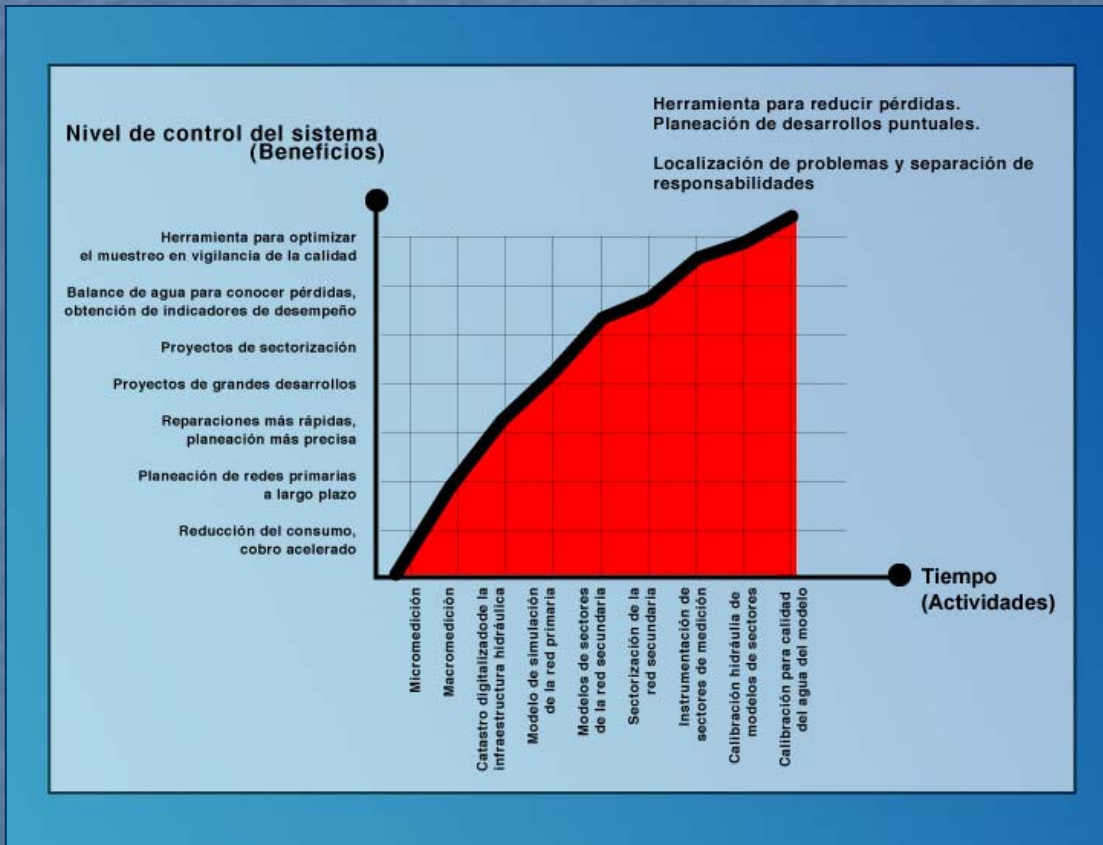 Herramienta para reducir pérdidas.
Planeación de desarrollos puntuales.
Localización de problemas y separación de
responsabilidades
Nivel de control del sistema
(Beneficios)
Herramienta para optimizar
el muestreo en vigilancia de la calidad
Balance de agua para conocer pérdidas,
obtención de indicadores de desempeño
Proyectos de sectorización
Proyectos de grandes desarrollos
Reparaciones más rápidas,
planeación más precisa
Planeación de redes primarias
a largo plazo
Reducción del consumo,
cobro acelerado
Tiempo
(Actividades)
Micromedición
Macromedición
Catastro digitalizadode la
infraestructura hidráulica
Modelo de simulación
de la red primaria
Modelos de sectores
de la red secundaria
Sectorización de la
red secundaria
Instrumentación de
sectores de medición
Calibración hidráulia de
modelos de sectores
Calibración para calidad
del agua del modelo